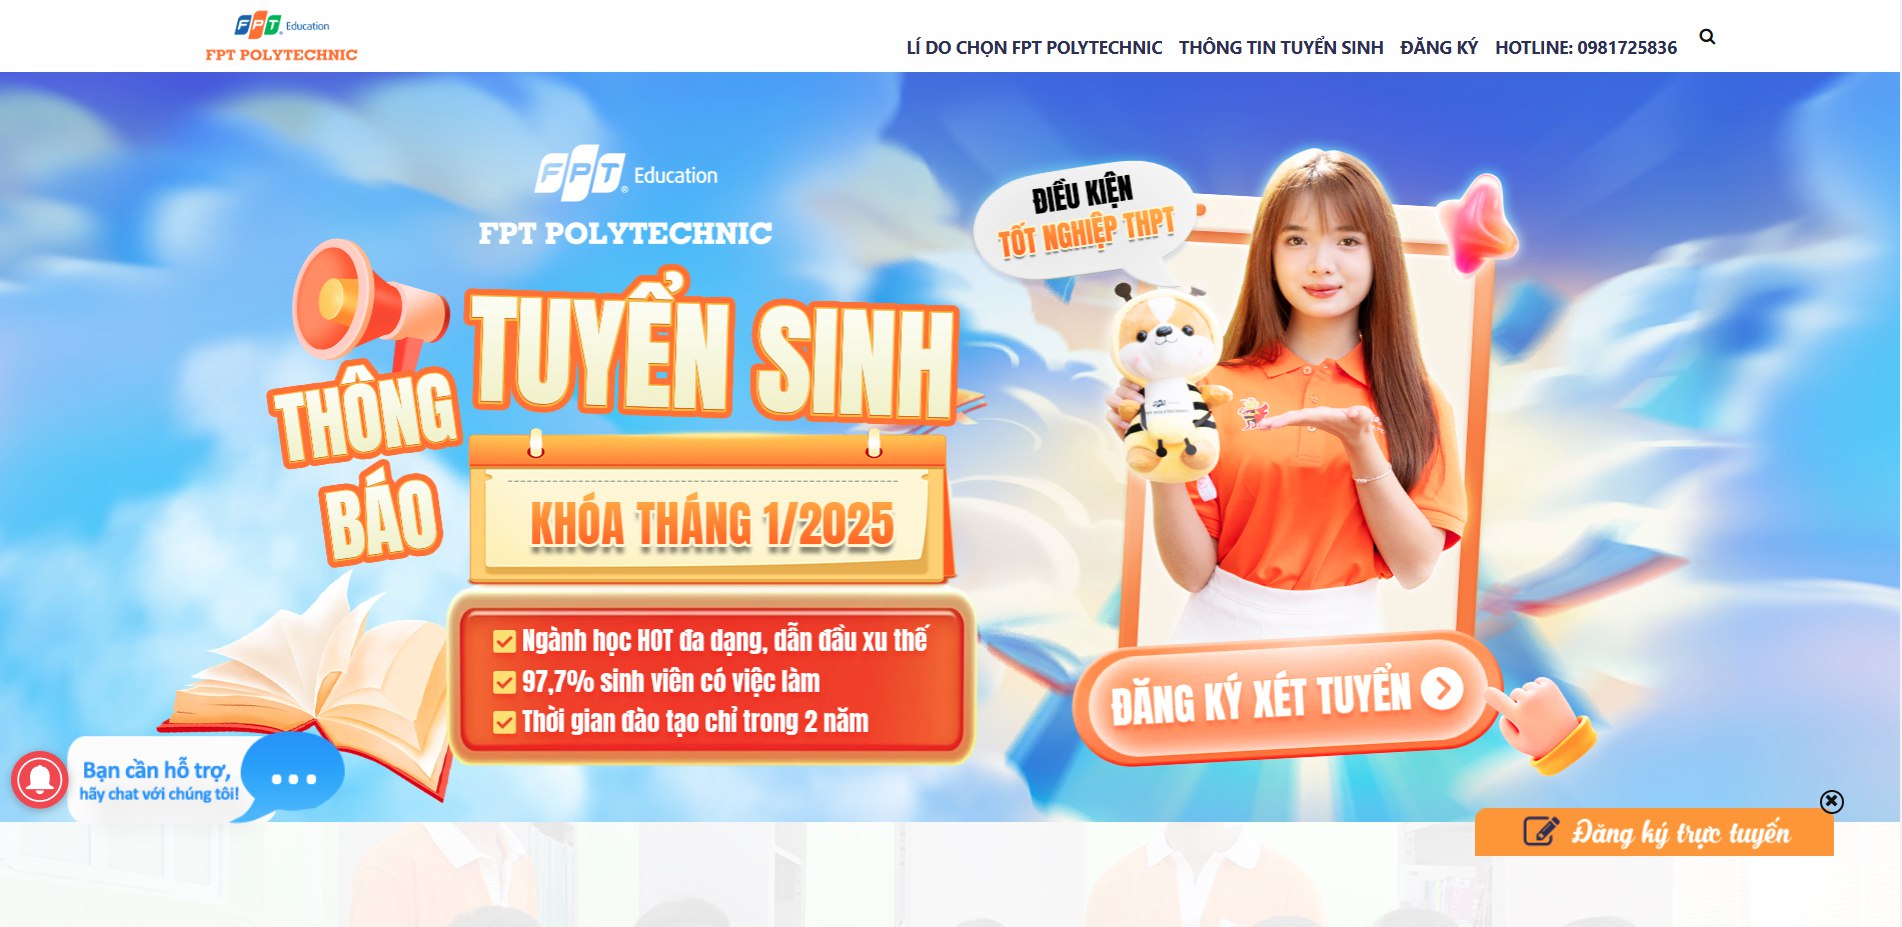 FPT Education
FPT POLYTECHNIC
LÍ DO CHỌN FPT POLYTECHNIC
THÔNG TIN TUYỂN SINH
ĐĂNG KÝ
HOTLINE: 0981725836
FPT Education
FPT POLYTECHNIC
THÔNG
BÁO
TUYỂN SINH
KHÓA THÁNG 1/2025
Ngành học HOT đa dạng, dẫn đầu xu thế
97,7% sinh viên có việc làm
Thời gian đào tạo chỉ trong 2 năm
ĐIỀU KIỆN
TỐT NGHIỆP THPT
FPT POLYTECHNIC
ĐĂNG KÝ XÉT TUYỂN
Bạn cần hỗ trợ,
hãy chat với chúng tôi!
Đăng ký trực tuyến